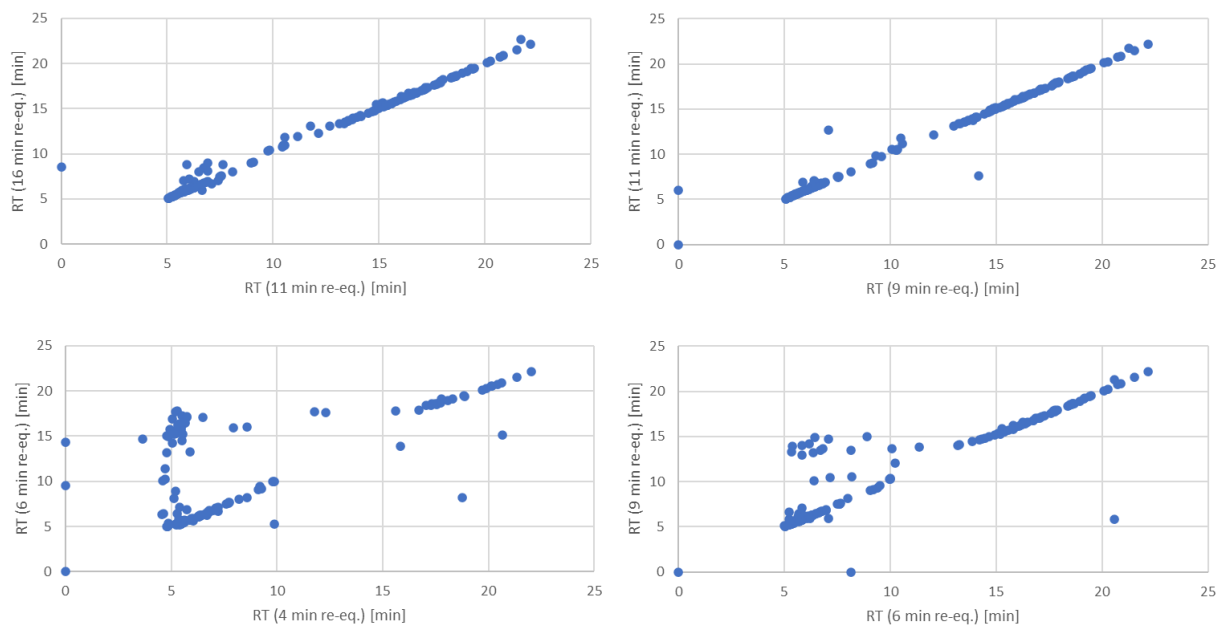 25
20
15
10
5
0
RT (16 min re-eq.) [min]
0 5 10 15 20 25
RT (11 min re-eq.) [min]
25
20
15
10
5
0
RT (11 min re-eq.) [min]
0 5 10 15 20 25
RT (9 min re-eq.) [min]
25
20
15
10
5
0
RT (6 min re-eq.) [min]
0 5 10 15 20 25
RT (4 min re-eq.) [min]
25
20
15
10
5
0
RT (9 min re-eq.) [min]
0 5 10 15 20 25
RT (6 min re-eq.) [min]